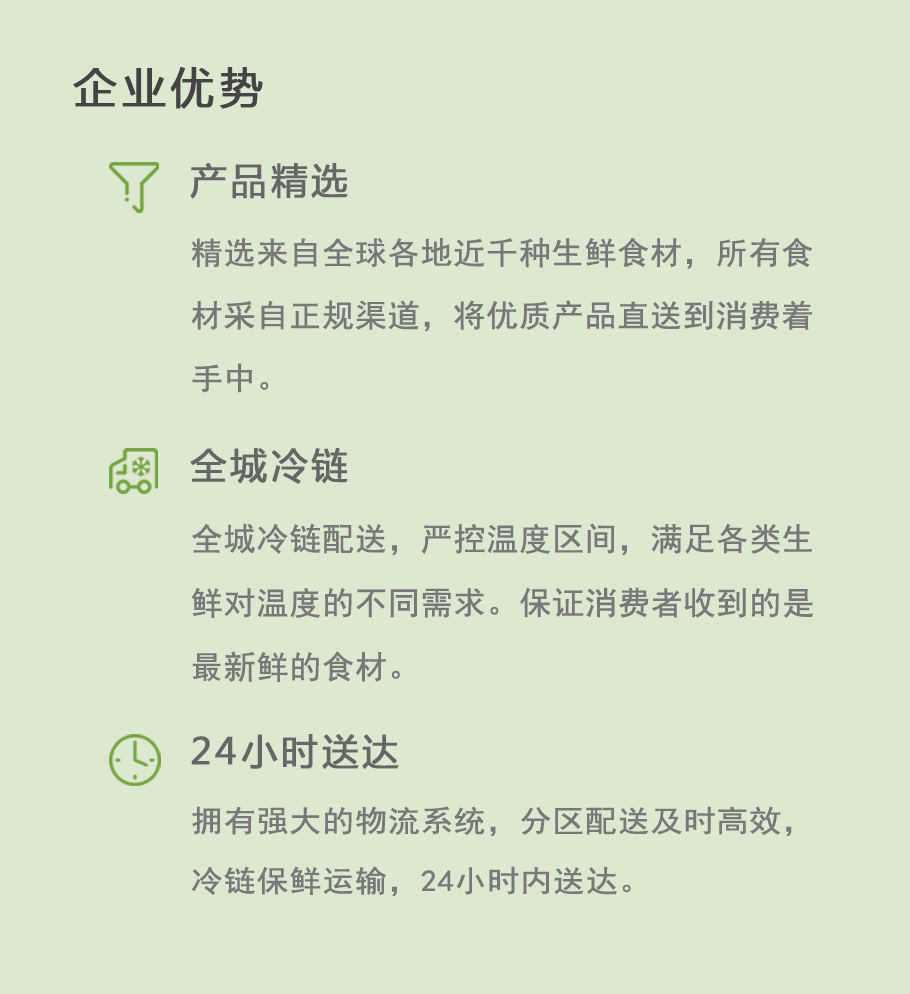 企业优势
产品精选
精选来自全球各地近千种生鲜食材，所有食
材采自正规渠道，将优质产品直送到消费着
手中。
全城冷链
全城冷链配送，严控温度区间，满足各类生
鲜对温度的不同需求。保证消费者收到的是
最新鲜的食材。
24小时送达
拥有强大的物流系统，分区配送及时高效，
冷链保鲜运输，24小时内送达。